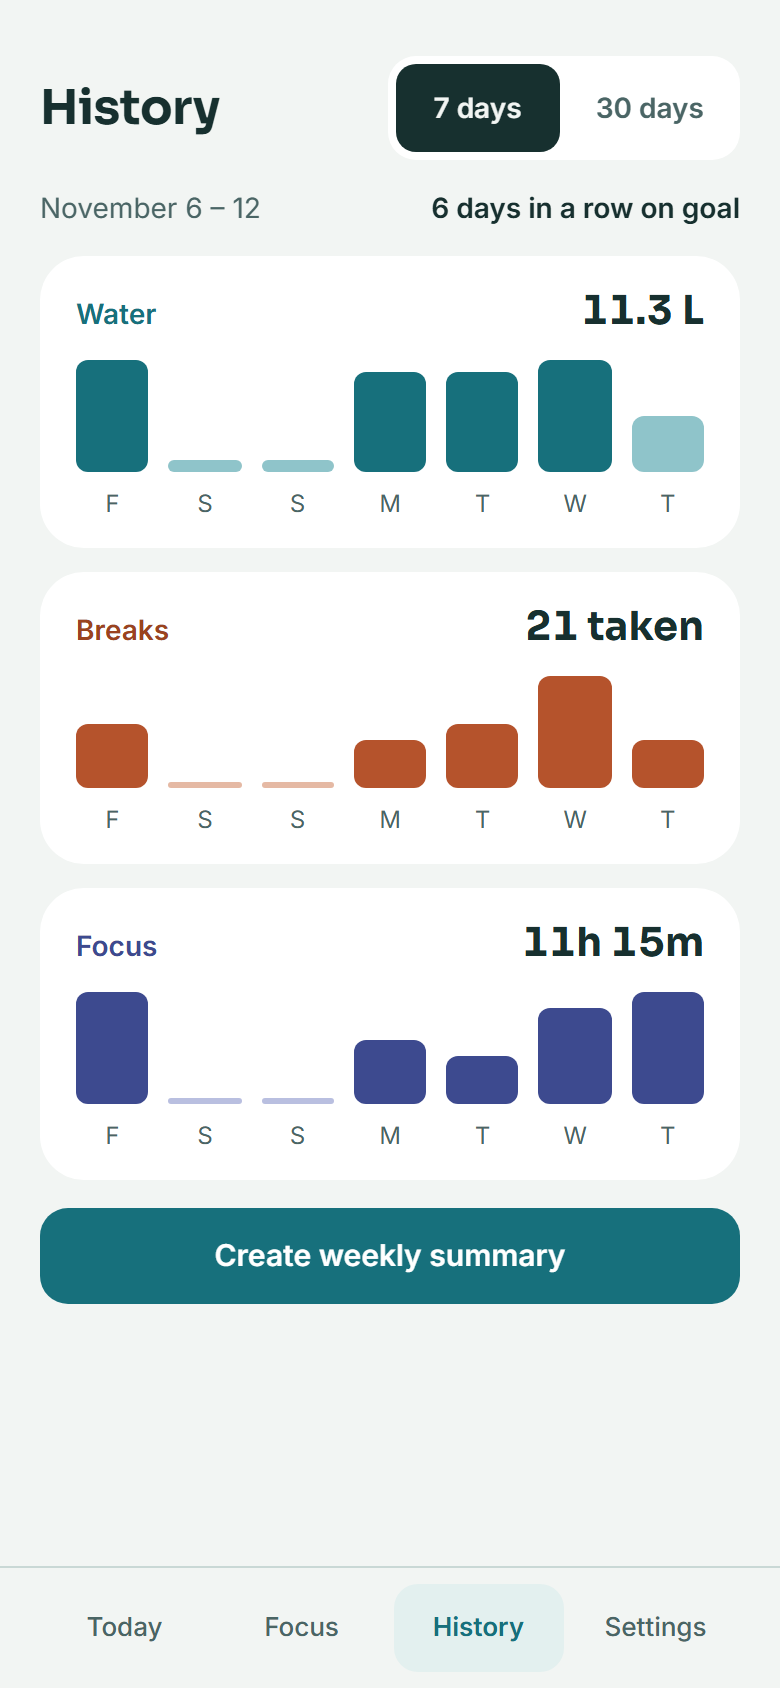 History
7 days 30 days
November 6 – 12
6 days in a row on goal
Water 11.3 L
F S S M T W T
Breaks 21 taken
F S S M T W T
Focus 11h 15m
F S S M T W T
Create weekly summary
Today Focus History Settings